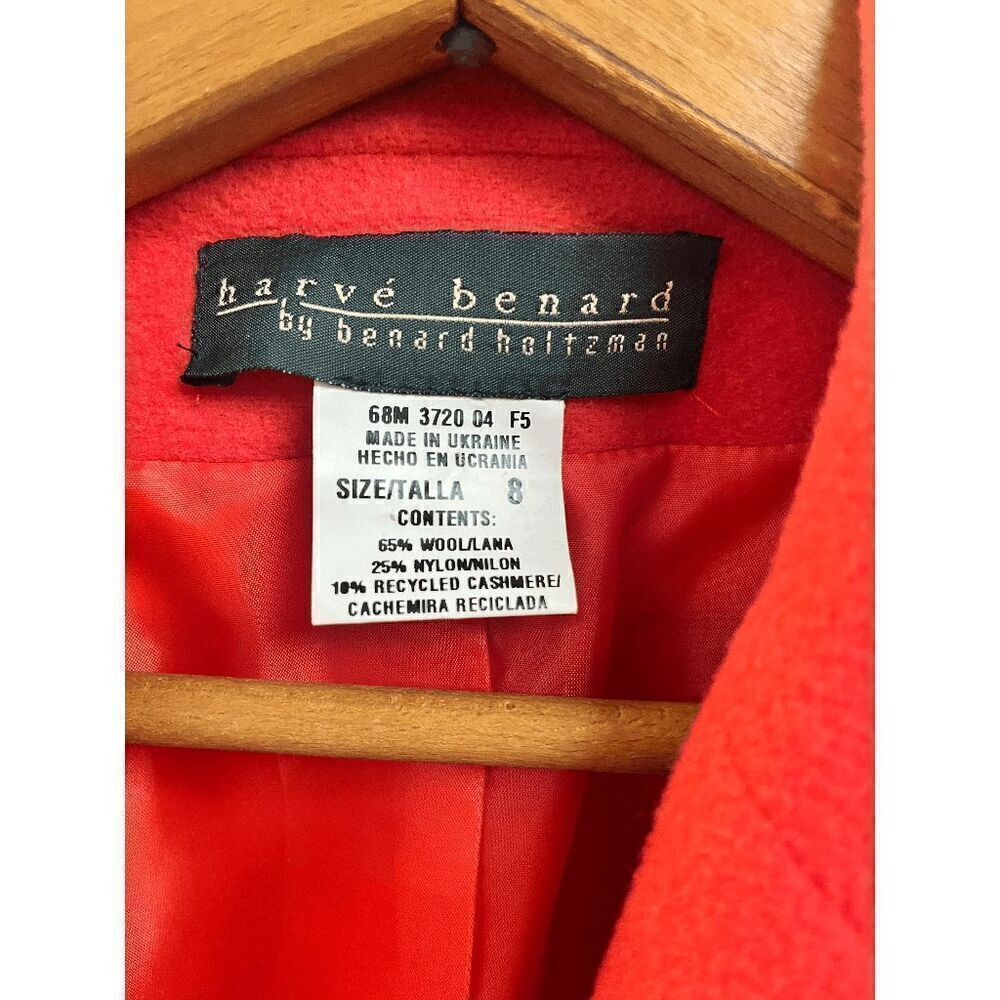 harvé benard
by benard holtzman
68M 3720 04 F5
MADE IN UKRAINE
HECHO EN UCRANIA
SIZE/TALLA 8
CONTENTS:
65% WOOL/LANA
25% NYLON/NILON
10% RECYCLED CASHMERE/
CACHEMIRA RECICLADA